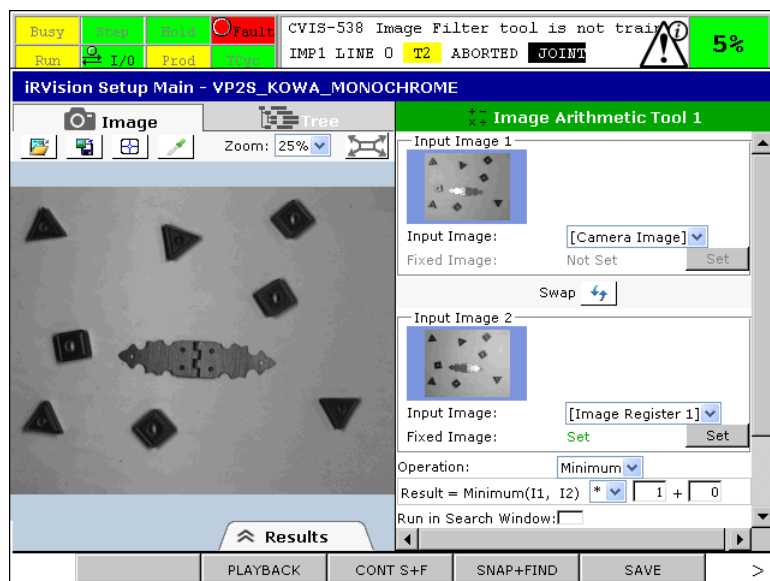 Busy Step Hold Fault
Run I/O Prod TCyc
CVIS-538 Image Filter tool is not train
IMP1 LINE 0 T2 ABORTED JOINT
5%
iRVision Setup Main - VP2S_KOWA_MONOCHROME
Image
Tree
Zoom: 25%
Results
Image Arithmetic Tool 1
Input Image 1
Input Image: [Camera Image]
Fixed Image: Not Set Set
Swap
Input Image 2
Input Image: [Image Register 1]
Fixed Image: Set Set
Operation: Minimum
Result = Minimum(I1, I2) * 1 + 0
Run in Search Window:
PLAYBACK CONT S+F SNAP+FIND SAVE >